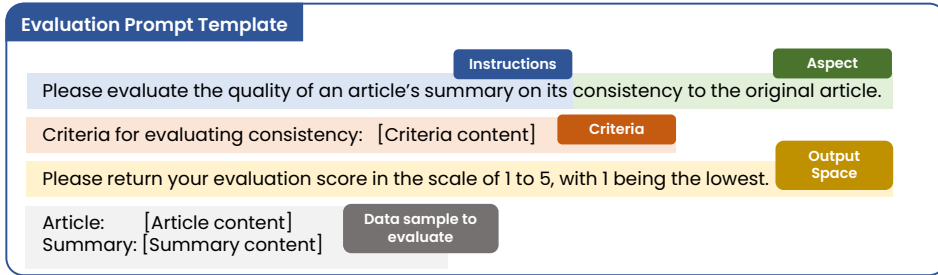 Evaluation Prompt Template
Instructions
Aspect
Please evaluate the quality of an article's summary on its consistency to the original article.
Criteria for evaluating consistency: [Criteria content]
Criteria
Output
Space
Please return your evaluation score in the scale of 1 to 5, with 1 being the lowest.
Article: [Article content]
Summary: [Summary content]
Data sample to
evaluate